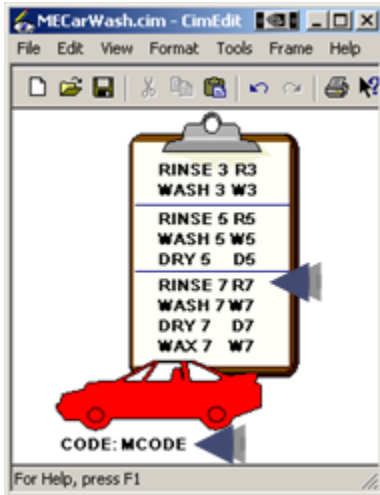 MECarWash.cim - CimEdit
File Edit View Format Tools Frame Help
RINSE 3 R3
WASH 3 W3
RINSE 5 R5
WASH 5 W5
DRY 5 D5
RINSE 7 R7
WASH 7 W7
DRY 7 D7
WAX 7 W7
CODE: MCODE
For Help, press F1